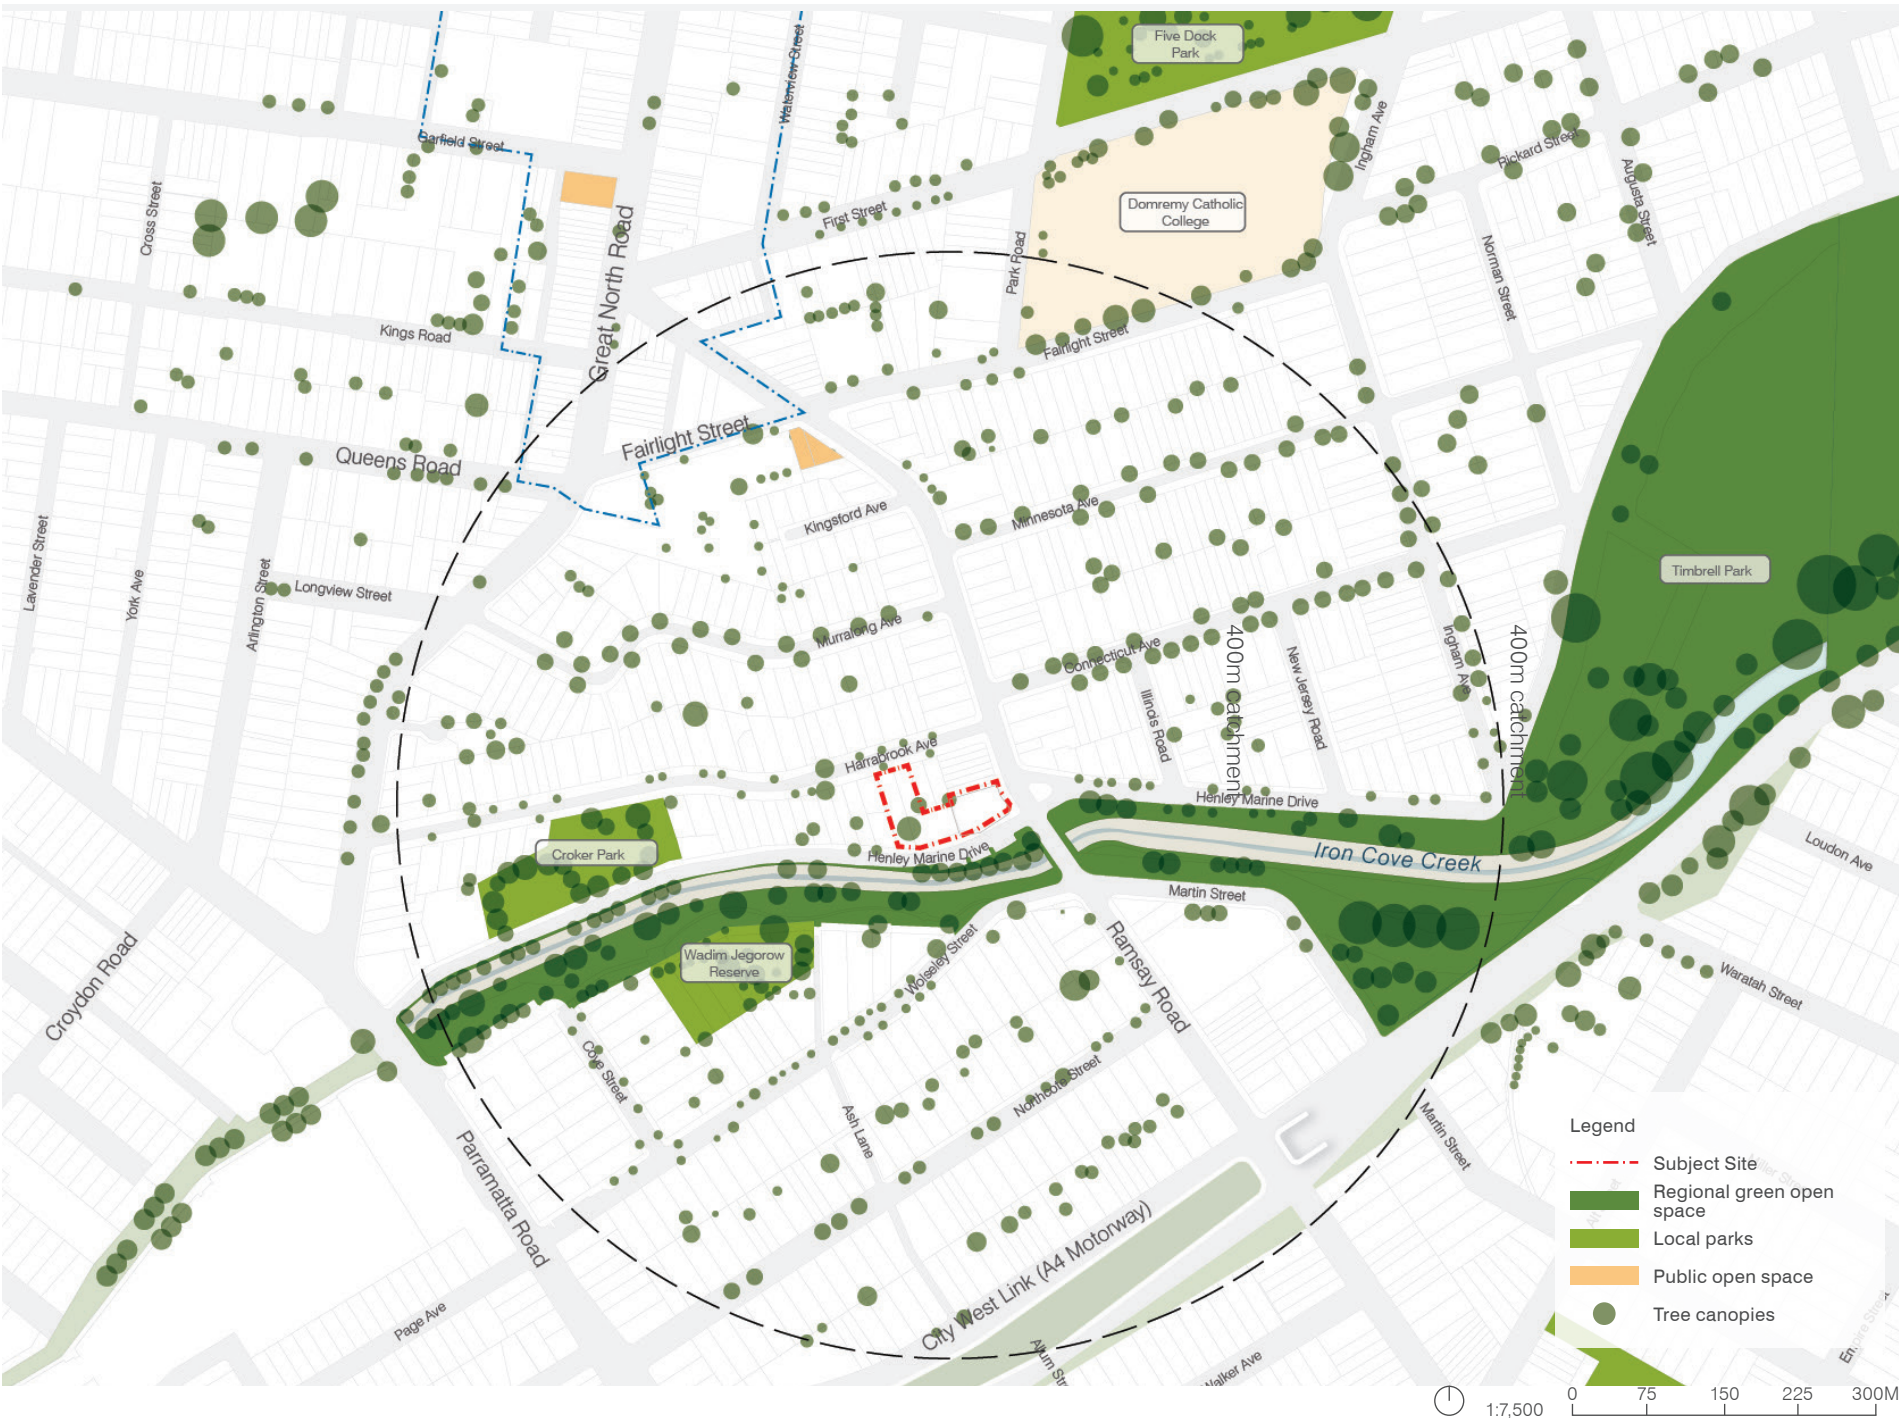 Five Dock
Park
Waterview Street
Garfield Street
Ingham Ave
Rickard Street
Augusta Street
Cross Street
Domremy Catholic
College
First Street
Great North Road
Park Road
Norman Street
Kings Road
Fairlight Street
Fairlight Street
Queens Road
Kingsford Ave
Minnesota Ave
Lavender Street
York Ave
Arlington Street
Longview Street
Timbrell Park
Murralong Ave
Connecticut Ave
Illinois Road
400m catchment
New Jersey Road
Ingham Ave
400m catchment
Harrabrook Ave
Henley Marine Drive
Croker Park
Henley Marine Drive
Iron Cove Creek
Loudon Ave
Martin Street
Croydon Road
Wadim Jegorow
Reserve
Wolseley Street
Ramsay Road
Waratah Street
Cove Street
Northcote Street
Ash Lane
Martin Street
Parramatta Road
City West Link (A4 Motorway)
Page Ave
Walker Ave
Legend
Subject Site
Regional green open
space
Local parks
Public open space
Tree canopies
1:7,500
0 75 150 225 300M